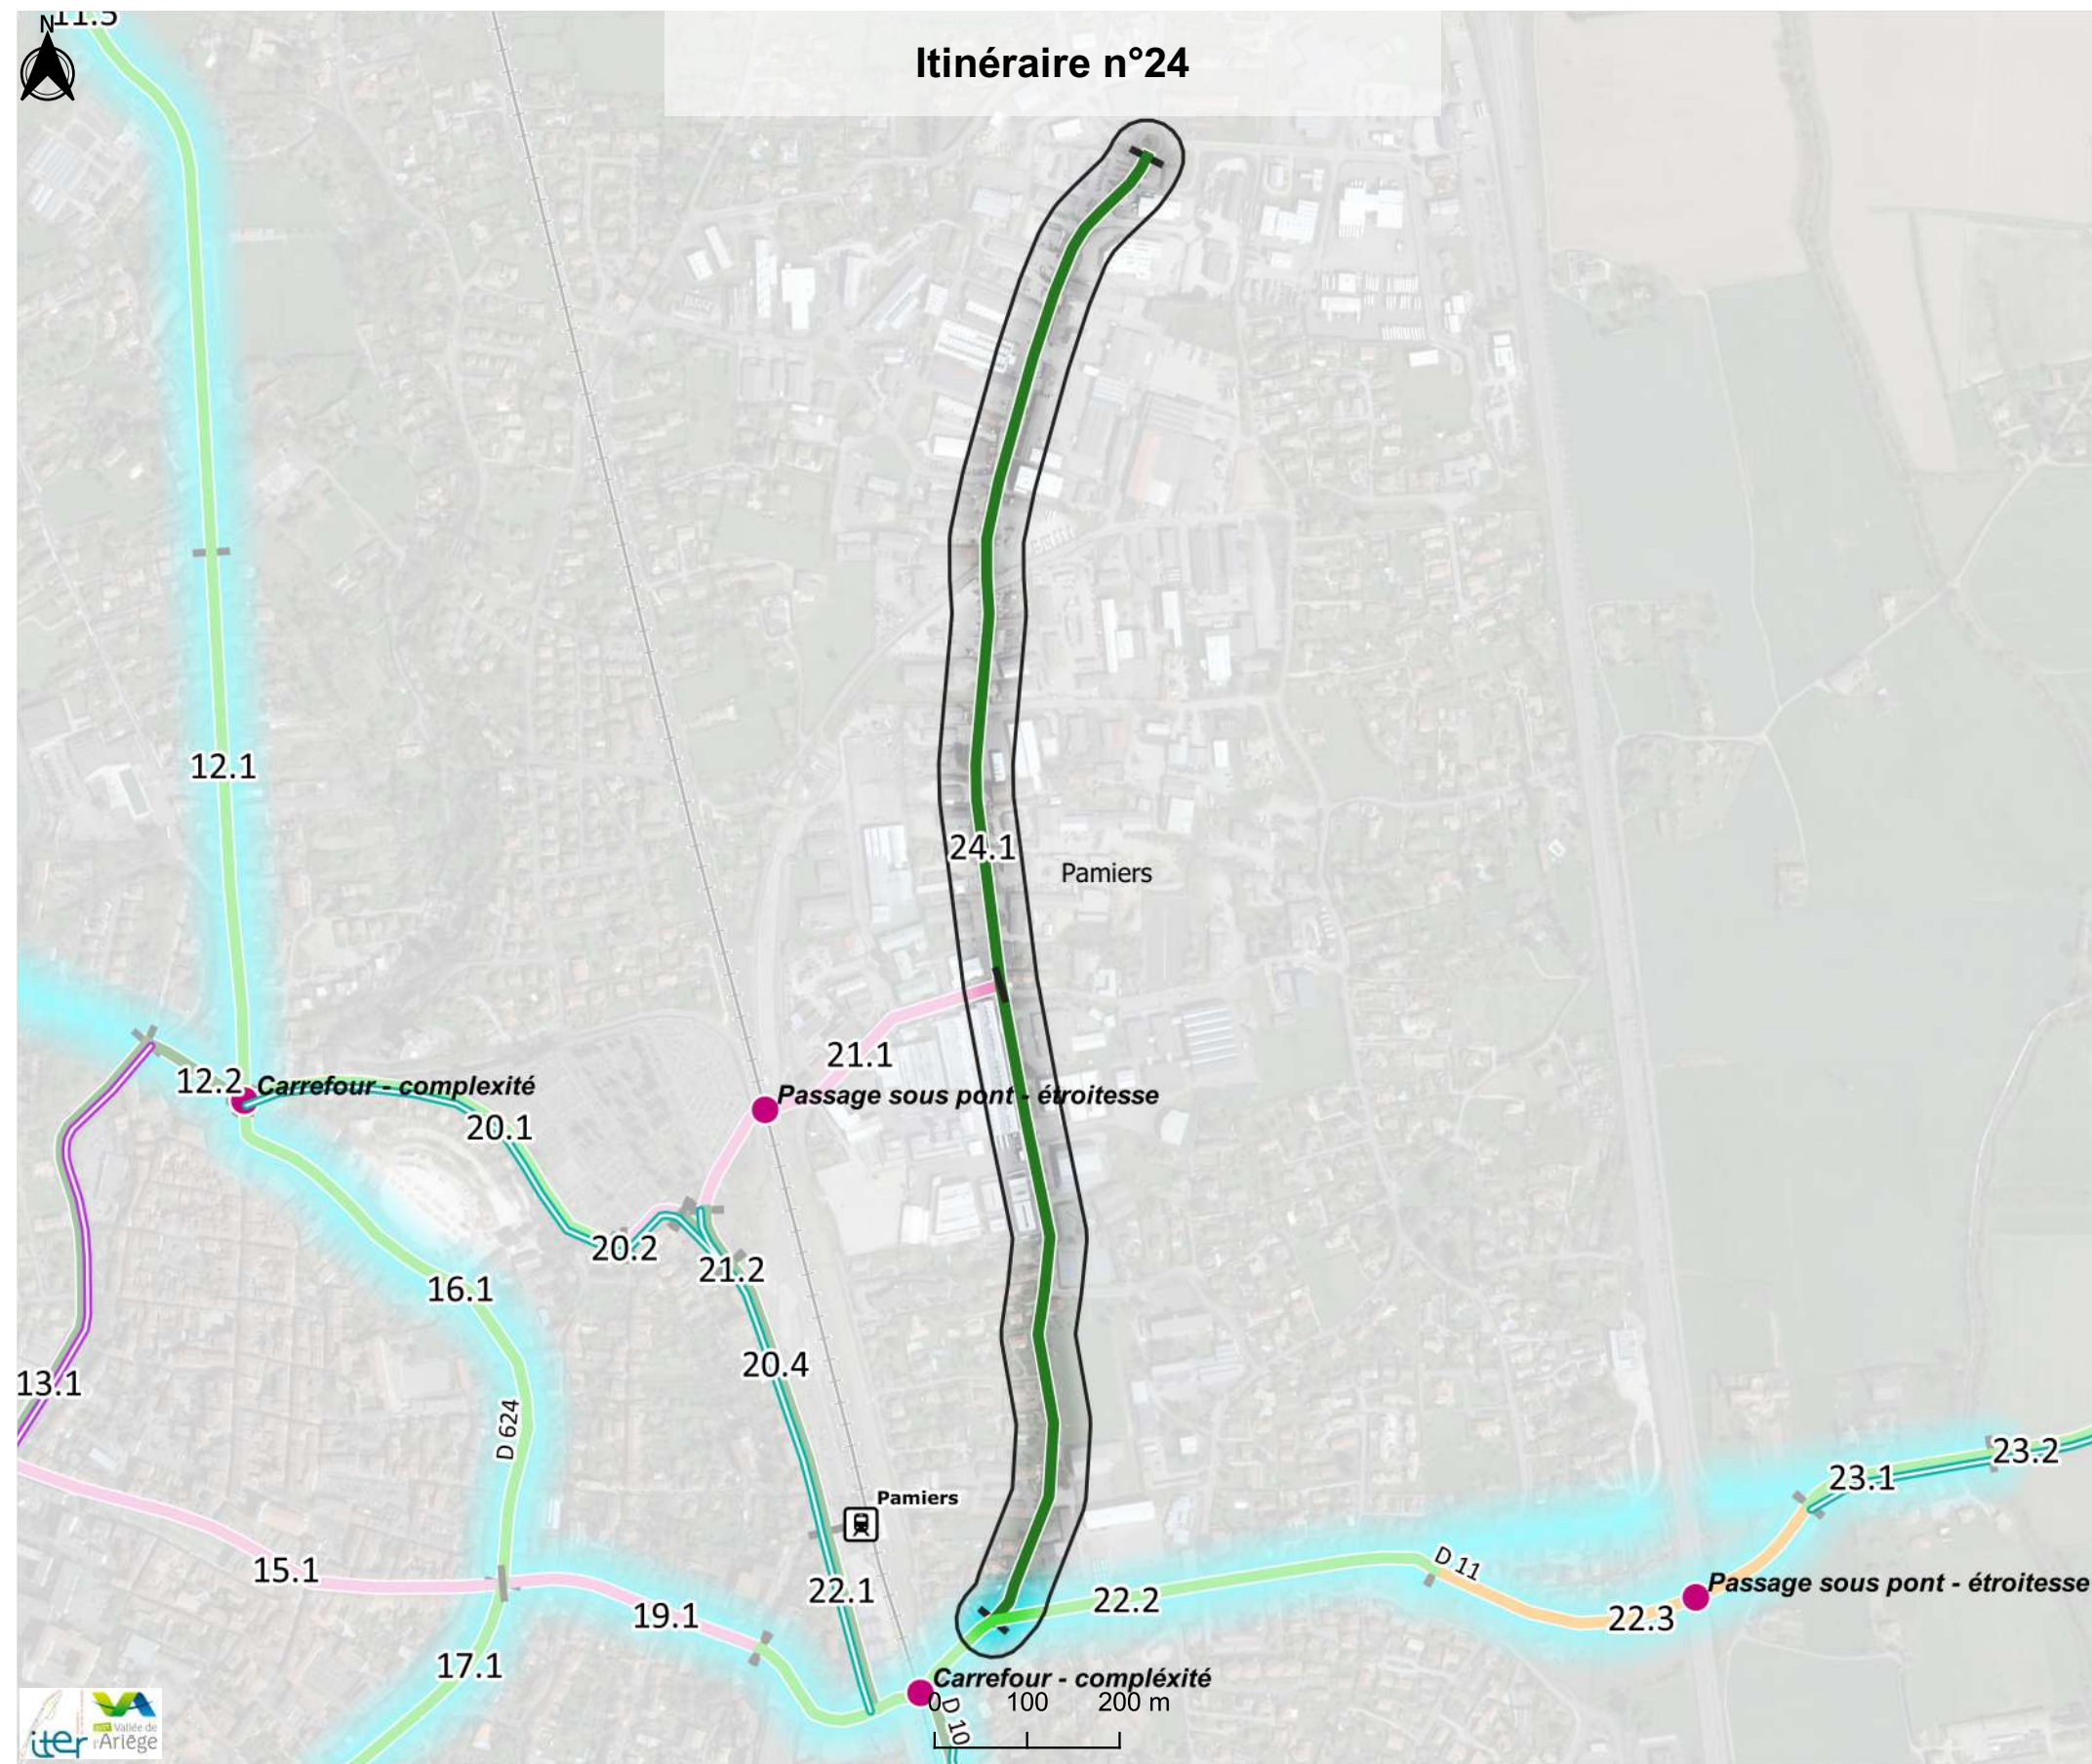 11.5
N
Itinéraire n°24
12.1
24.1
Pamiers
21.1
12.2
Carrefour - complexité
Passage sous pont - étroitesse
20.1
20.2
21.2
16.1
20.4
13.1
D 624
23.2
23.1
Pamiers
D 11
15.1
22.1
22.2
Passage sous pont - étroitesse
19.1
22.3
17.1
Carrefour - compléxité
0 100 200 m
D 10
iter
Vallée de
l'Ariège